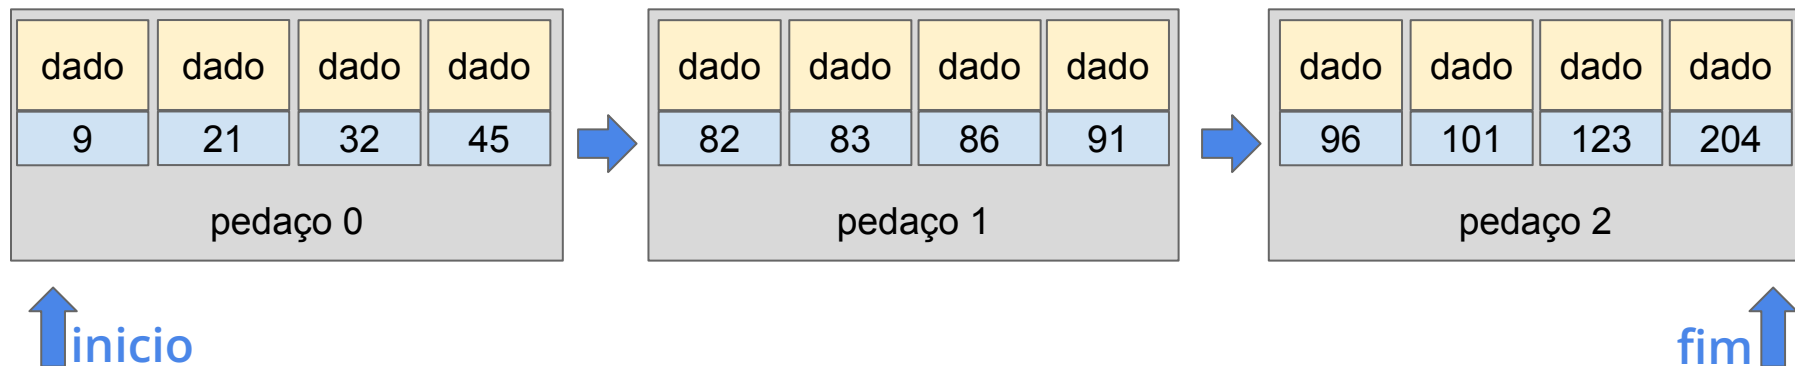 dado dado dado dado dado dado dado dado dado dado dado dado
9 21 32 45 82 83 86 91 96 101 123 204
pedaço 0 pedaço 1 pedaço 2
inicio fim